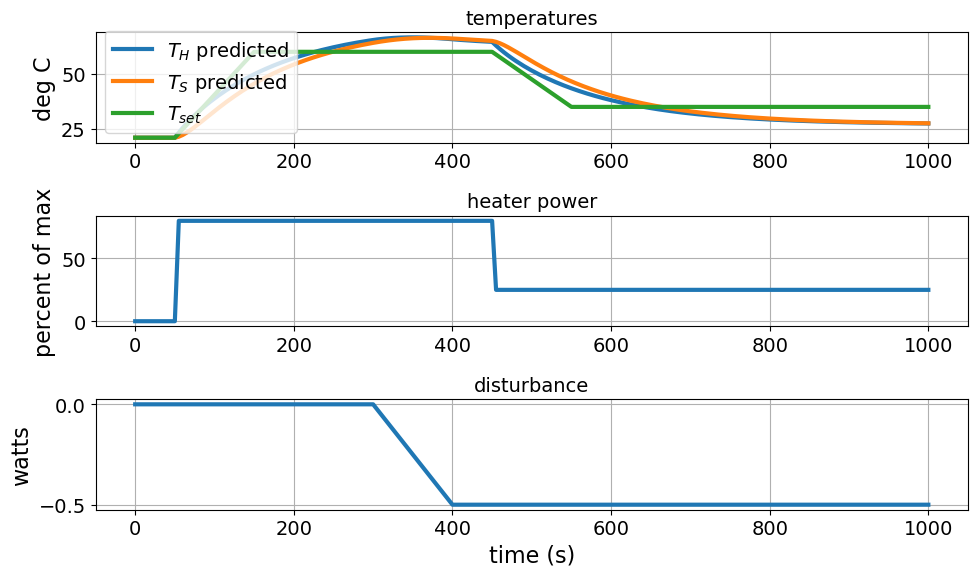 temperatures
deg C
50
25
T_H predicted
T_S predicted
T_set
0 200 400 600 800 1000
heater power
percent of max
50
0
0 200 400 600 800 1000
disturbance
watts
0.0
−0.5
0 200 400 600 800 1000
time (s)